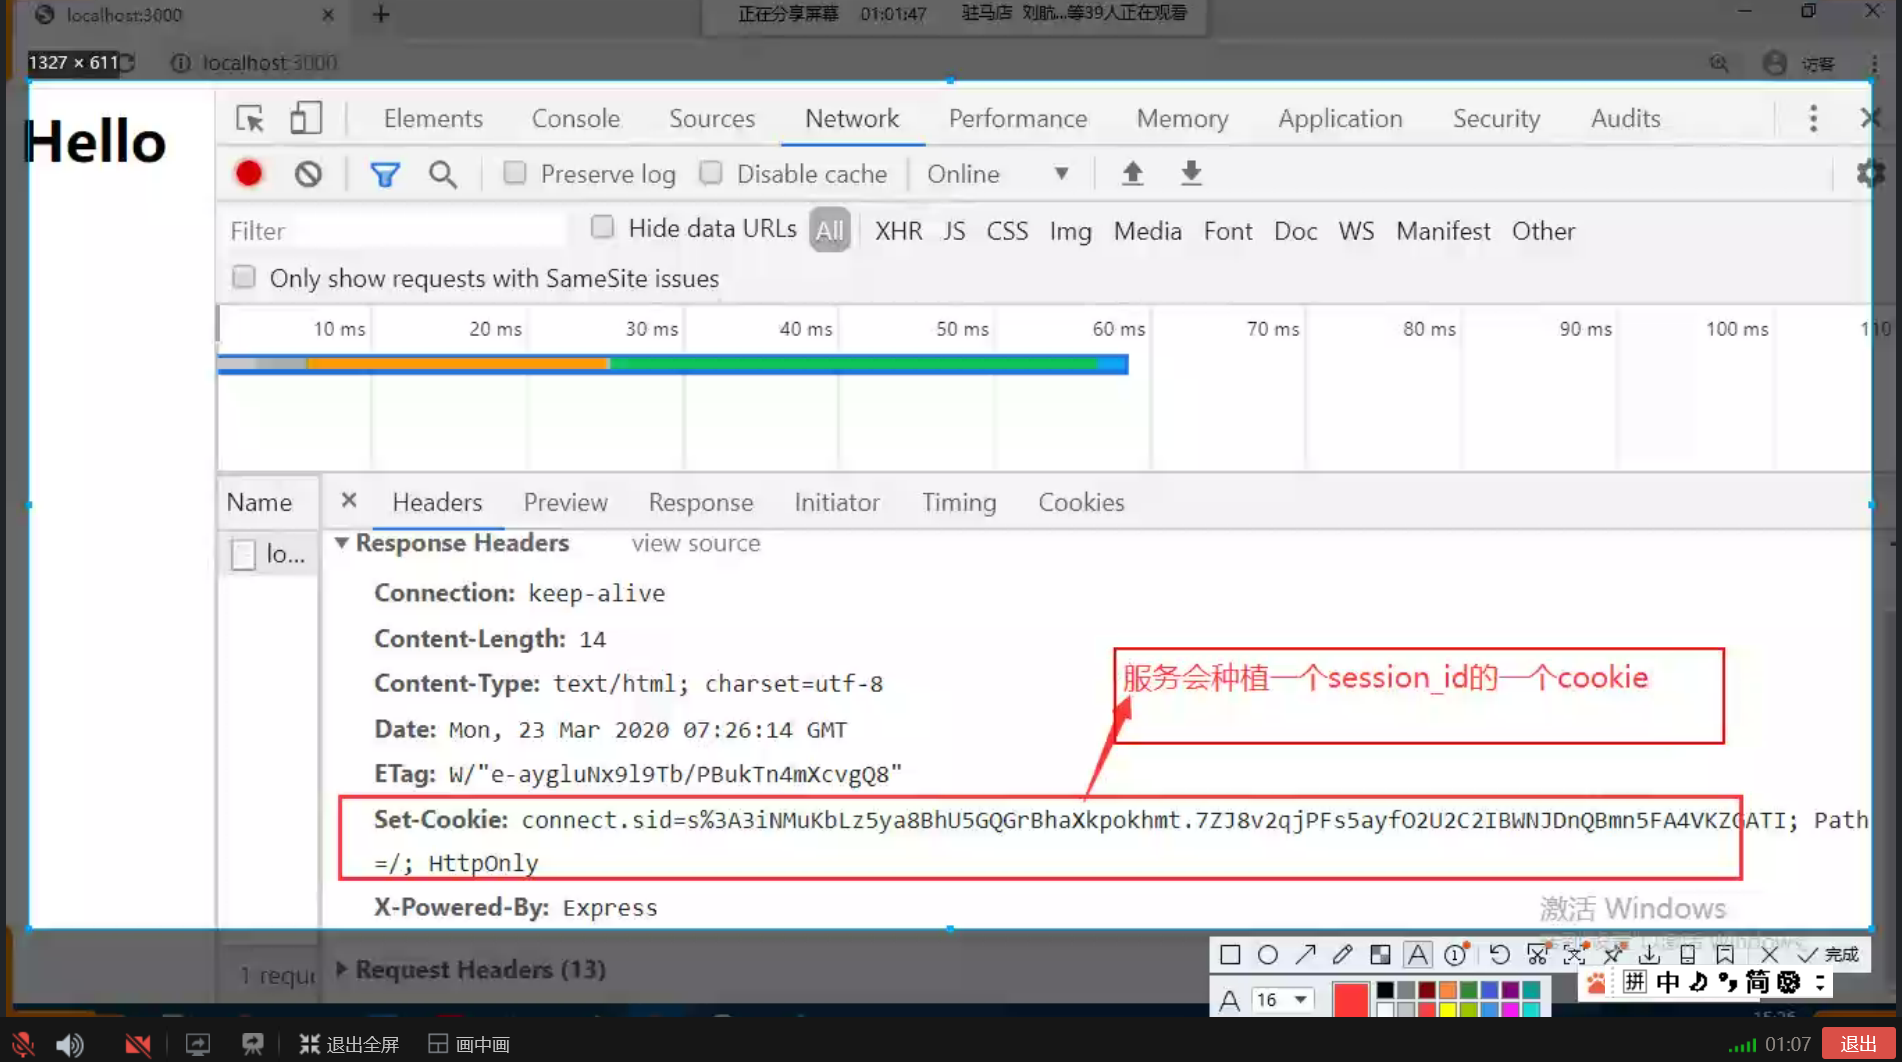 localhost:3000
正在分享屏幕 01:01:47 驻马店 刘航...等39人正在观看
1327 × 611
localhost:3000
访客
Hello
Elements Console Sources Network Performance Memory Application Security Audits
Preserve log Disable cache Online
Filter Hide data URLs All XHR JS CSS Img Media Font Doc WS Manifest Other
Only show requests with SameSite issues
10 ms 20 ms 30 ms 40 ms 50 ms 60 ms 70 ms 80 ms 90 ms 100 ms 110
Name Headers Preview Response Initiator Timing Cookies
lo...
Response Headers view source
Connection: keep-alive
Content-Length: 14
服务会种植一个session_id的一个cookie
Content-Type: text/html; charset=utf-8
Date: Mon, 23 Mar 2020 07:26:14 GMT
ETag: W/"e-aygluNx9l9Tb/PBukTn4mXcvgQ8"
Set-Cookie: connect.sid=s%3A3iNMuKbLz5ya8BhU5GQGrBhaXkpokhmt.7ZJ8v2qjPFs5ayfO2U2C2IBWNJDnQBmn5FA4VKZGATI; Path
=/; HttpOnly
X-Powered-By: Express
激活 Windows
完成
1 requ Request Headers (13)
拼 中 简
A 16
退出全屏 画中画 01:07 退出